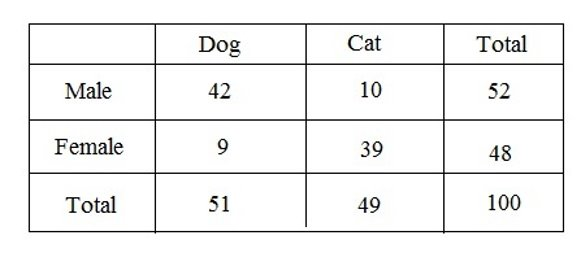 Dog Cat Total
Male 42 10 52
Female 9 39 48
Total 51 49 100